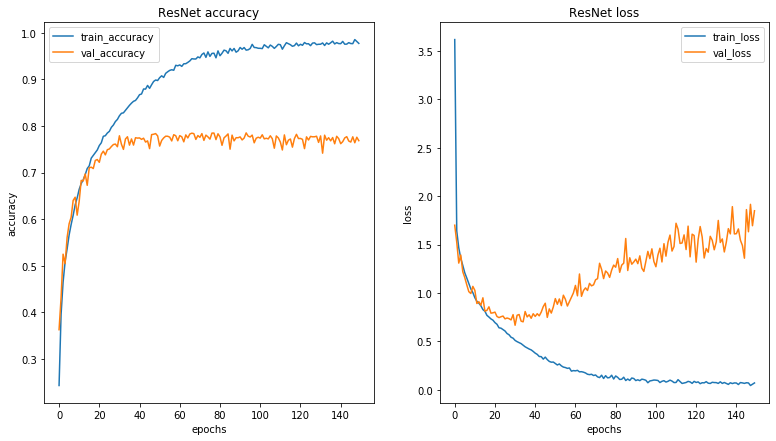 ResNet accuracy
train_accuracy
val_accuracy
1.0
0.9
0.8
0.7
0.6
0.5
0.4
0.3
accuracy
0 20 40 60 80 100 120 140
epochs
ResNet loss
train_loss
val_loss
3.5
3.0
2.5
2.0
1.5
1.0
0.5
0.0
loss
0 20 40 60 80 100 120 140
epochs